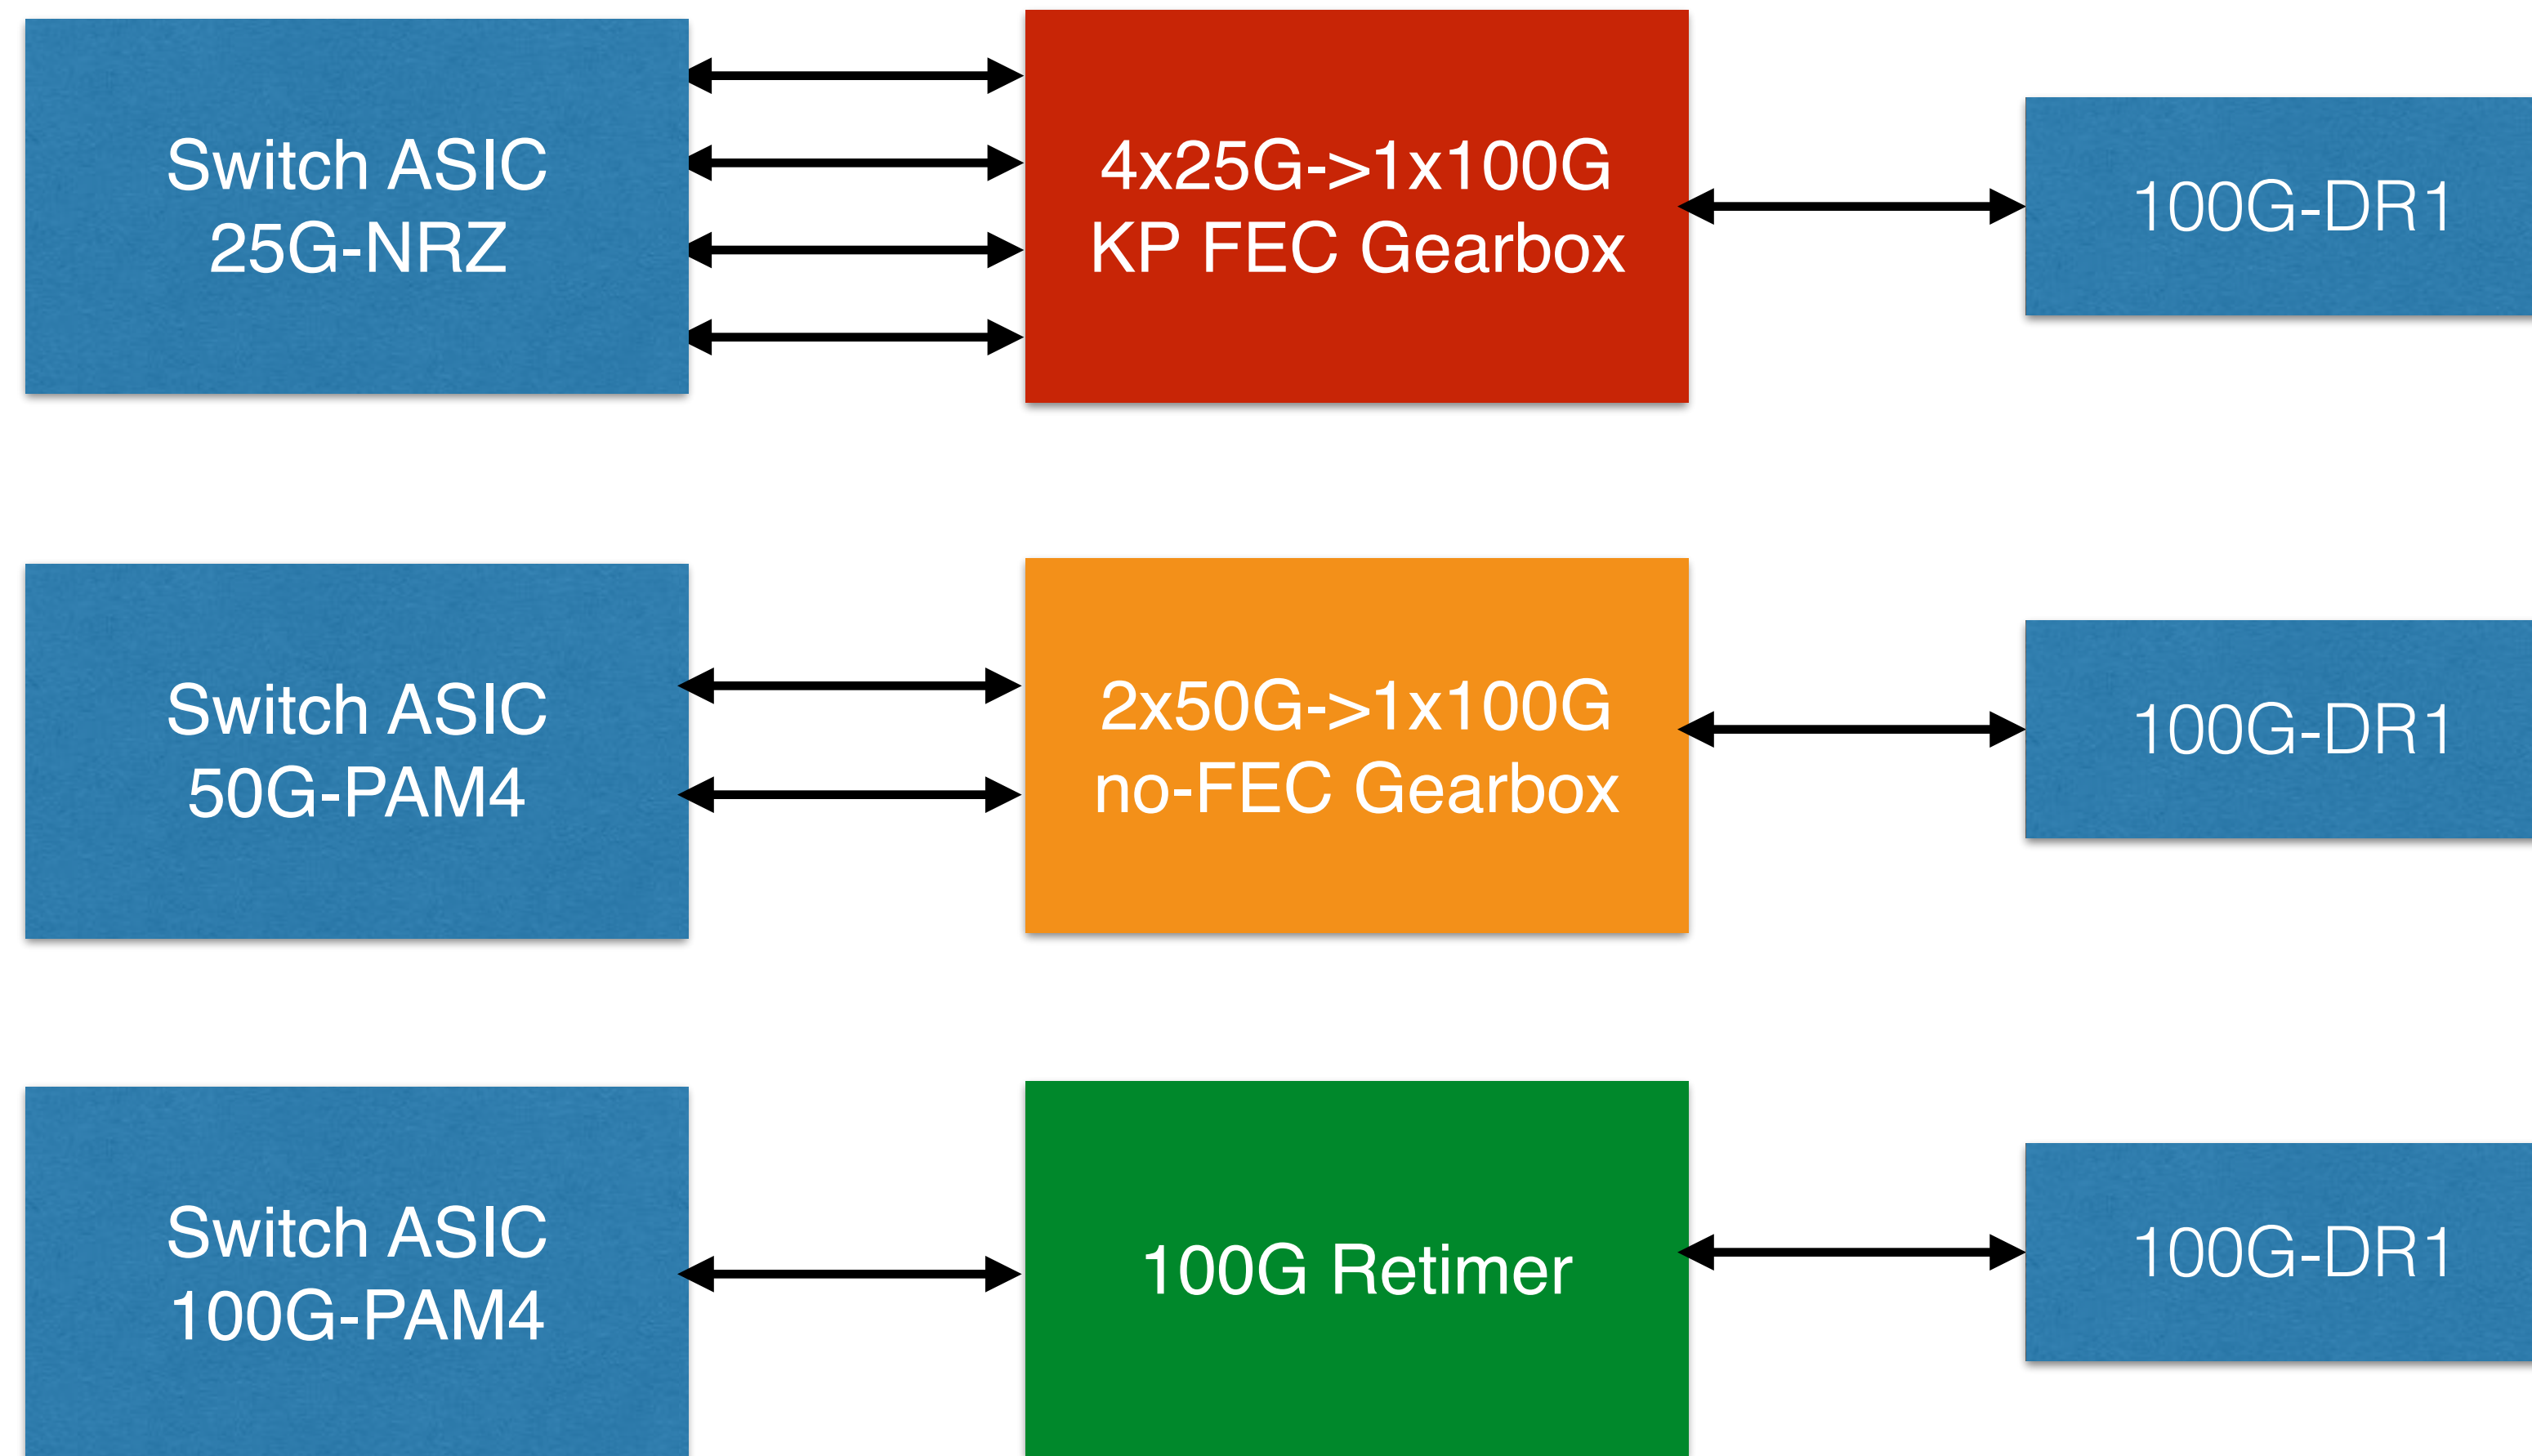 Switch ASIC
25G-NRZ
4x25G->1x100G
KP FEC Gearbox
100G-DR1
Switch ASIC
50G-PAM4
2x50G->1x100G
no-FEC Gearbox
100G-DR1
Switch ASIC
100G-PAM4
100G Retimer
100G-DR1